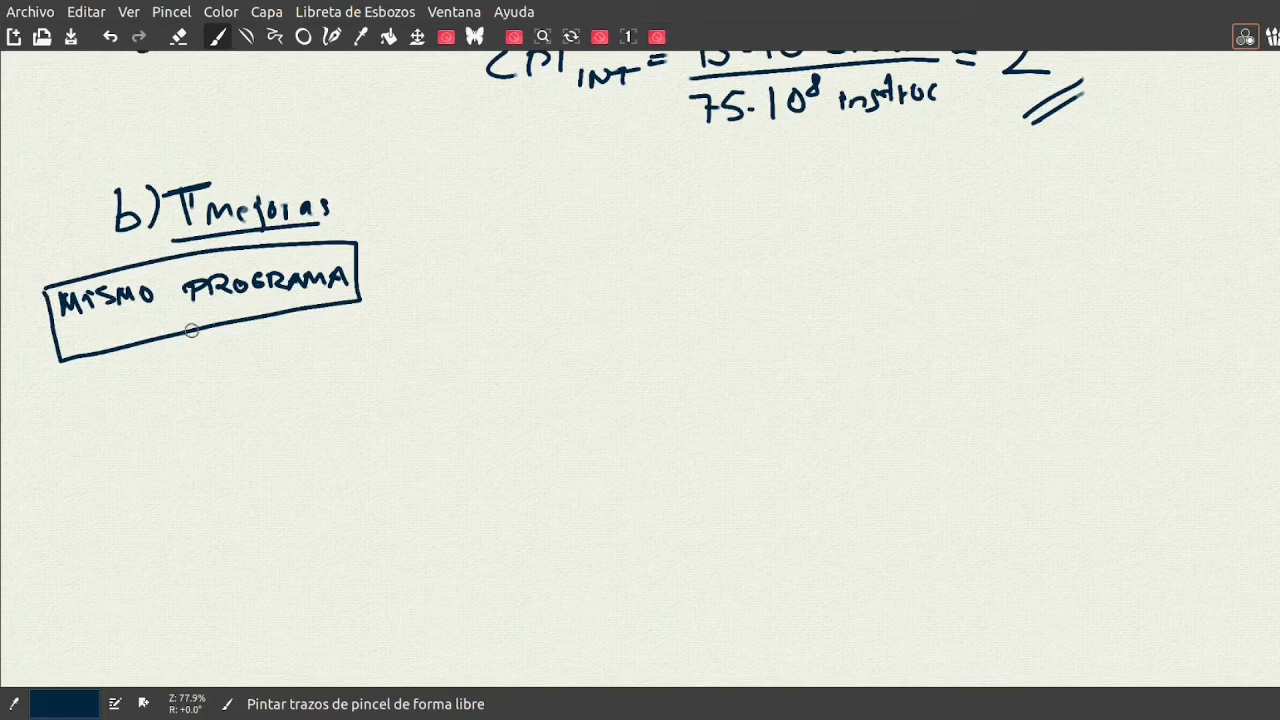 Archivo Editar Ver Pincel Color Capa Libreta de Esbozos Ventana Ayuda
CPI INT = =  2
75·10⁸ instruc
b) T mejoras
MISMO PROGRAMA
Z: 77.9%
R: +0.0°
Pintar trazos de pincel de forma libre